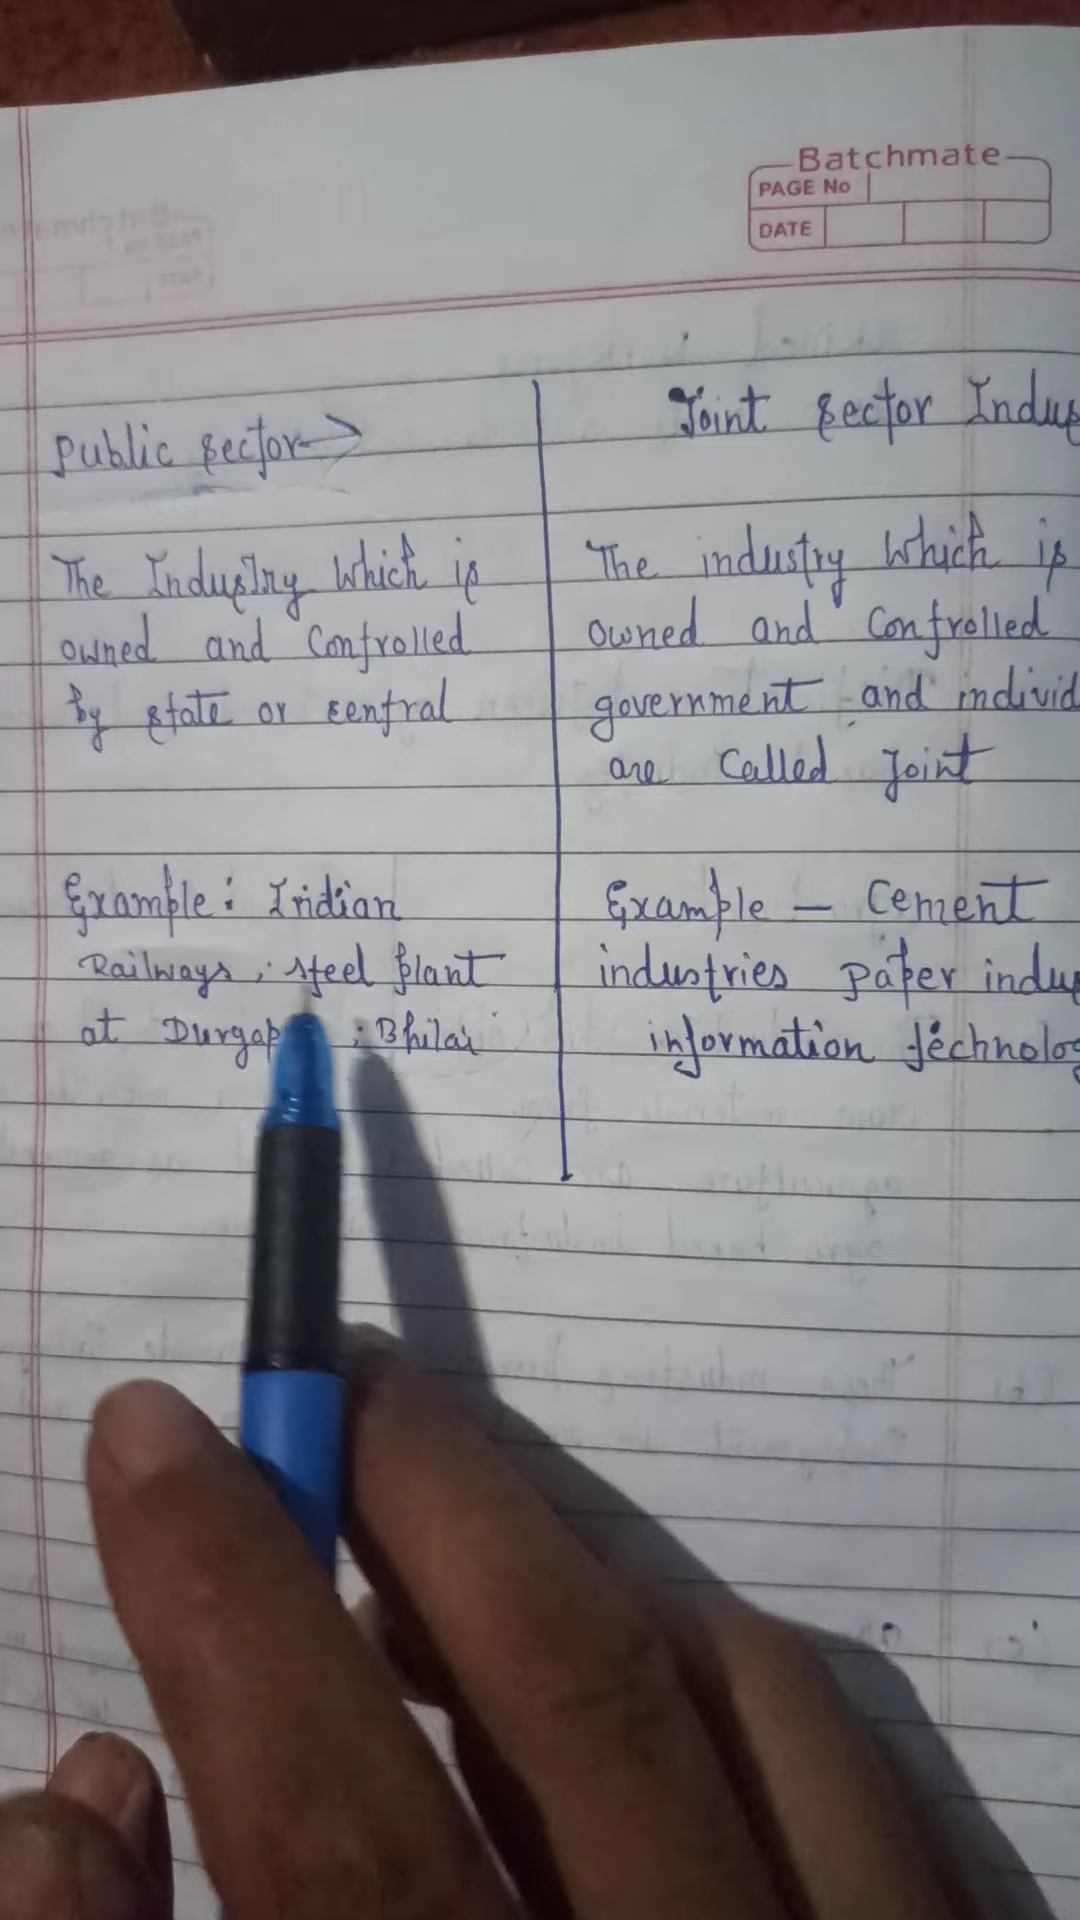 Batchmate
PAGE No
DATE
Public sector→
The Industry which is
owned and controlled
by state or central
Example: Indian
Railways, steel plant
at Bhilai
Joint sector
The industry which is
owned and controlled
government and
are called Joint
Example – Cement
industries paper
information